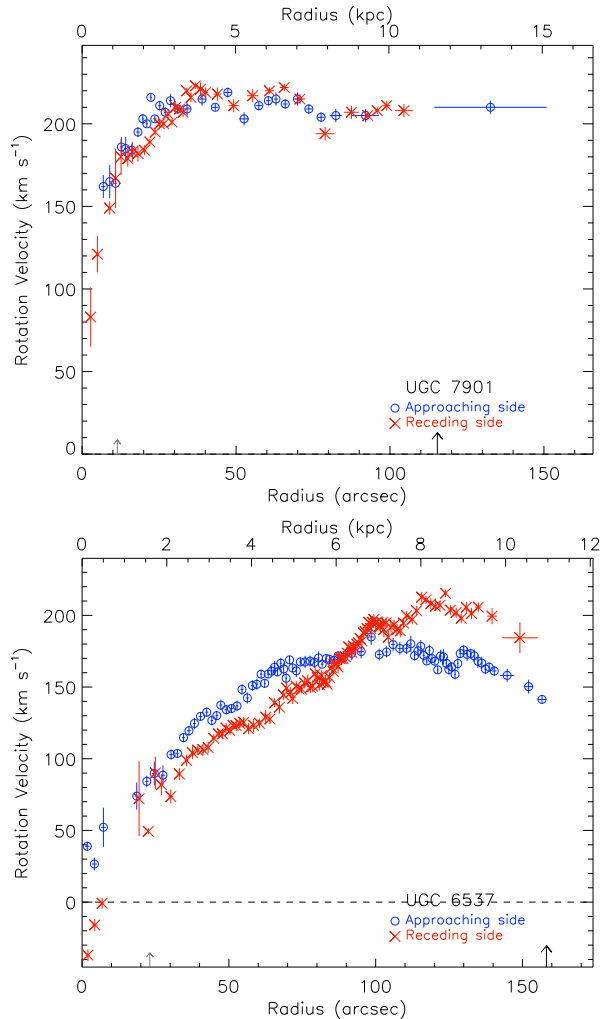 Radius (kpc)
0 5 10 15
200
150
100
50
0
Rotation Velocity (km s⁻¹)
UGC 7901
Approaching side
Receding side
0 50 100 150
Radius (arcsec)
Radius (kpc)
0 2 4 6 8 10 12
200
150
100
50
0
Rotation Velocity (km s⁻¹)
UGC 6537
Approaching side
Receding side
0 50 100 150
Radius (arcsec)